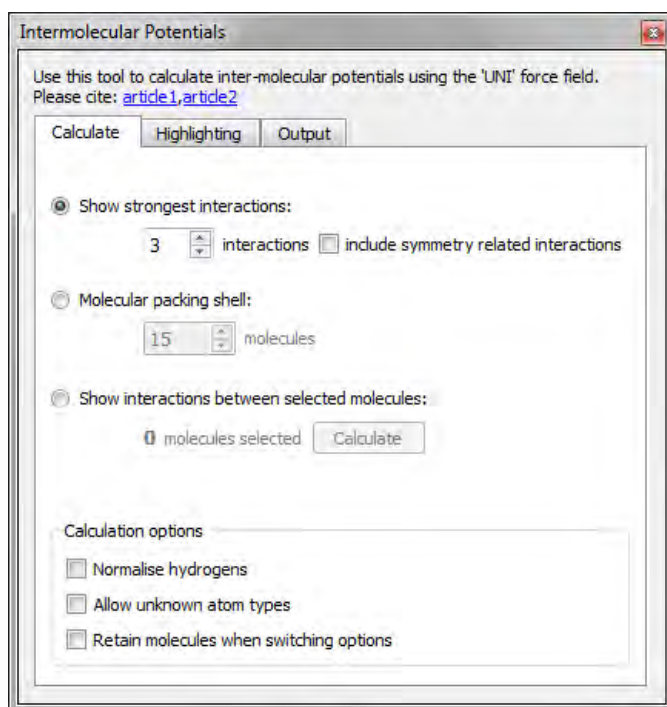 Intermolecular Potentials
Use this tool to calculate inter-molecular potentials using the 'UNI' force field.
Please cite: article1,article2
Calculate Highlighting Output
Show strongest interactions:
3 interactions include symmetry related interactions
Molecular packing shell:
15 molecules
Show interactions between selected molecules:
0 molecules selected Calculate
Calculation options
Normalise hydrogens
Allow unknown atom types
Retain molecules when switching options